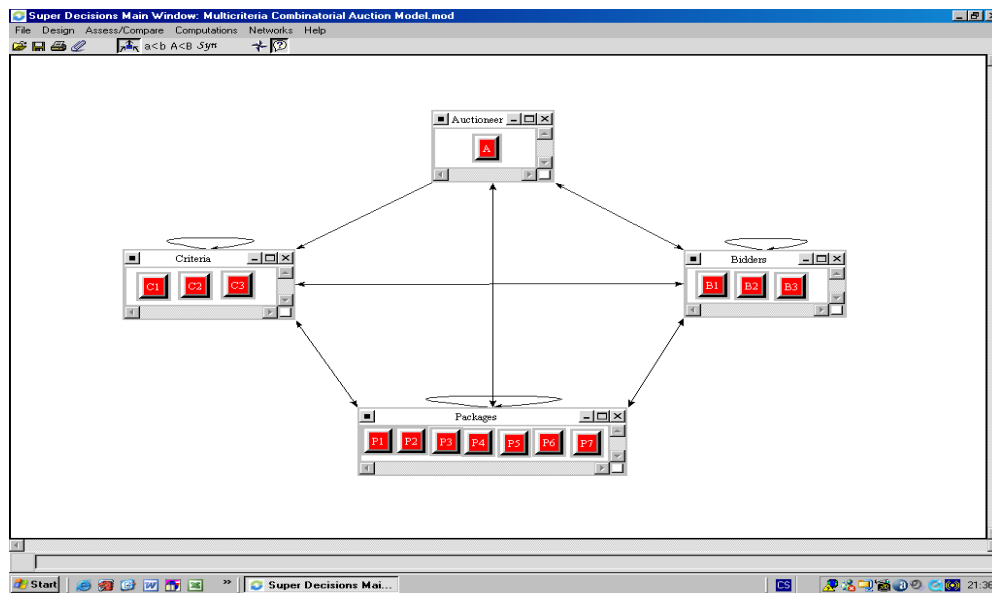 Super Decisions Main Window: Multicriteria Combinatorial Auction Model.mod
File Design Assess/Compare Computations Networks Help
a<b A<B Syn
Auctioneer
A
Criteria
C1 C2 C3
Bidders
B1 B2 B3
Packages
P1 P2 P3 P4 P5 P6 P7
Start » Super Decisions Mai... CS 21:36